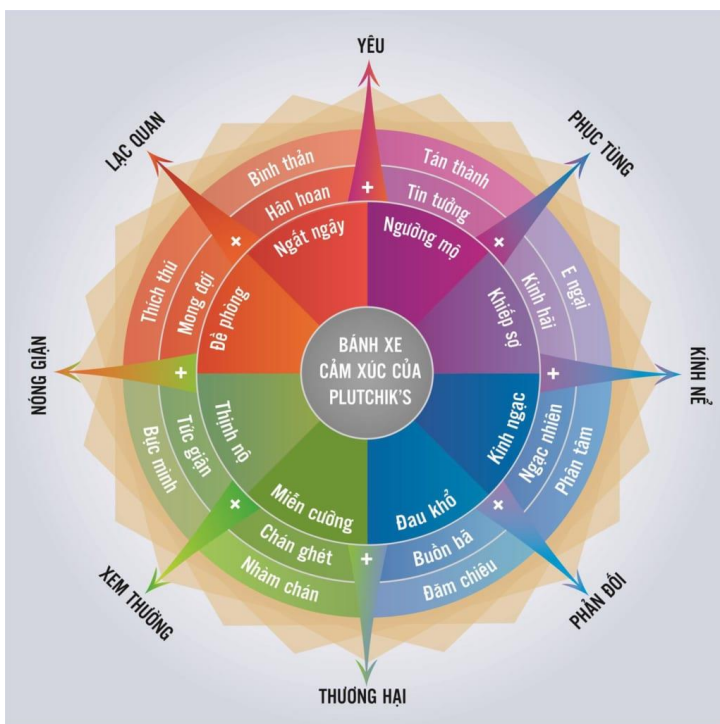 YÊU
LẠC QUAN
PHỤC TÙNG
Bình thản
Tán thành
Hân hoan
Tin tưởng
Ngất ngây
Ngưỡng mộ
Thích thú
Mong đợi
Đề phòng
Khiếp sợ
Kinh hãi
E ngại
BÁNH XE
CẢM XÚC CỦA
PLUTCHIK'S
NÓNG GIẬN
KÍNH NỂ
Bực mình
Tức giận
Thịnh nộ
Kinh ngạc
Ngạc nhiên
Phân tâm
Miễn cưỡng
Đau khổ
Chán ghét
Buồn bã
Nhàm chán
Đăm chiêu
XEM THƯỜNG
PHẢN ĐỐI
THƯƠNG HẠI